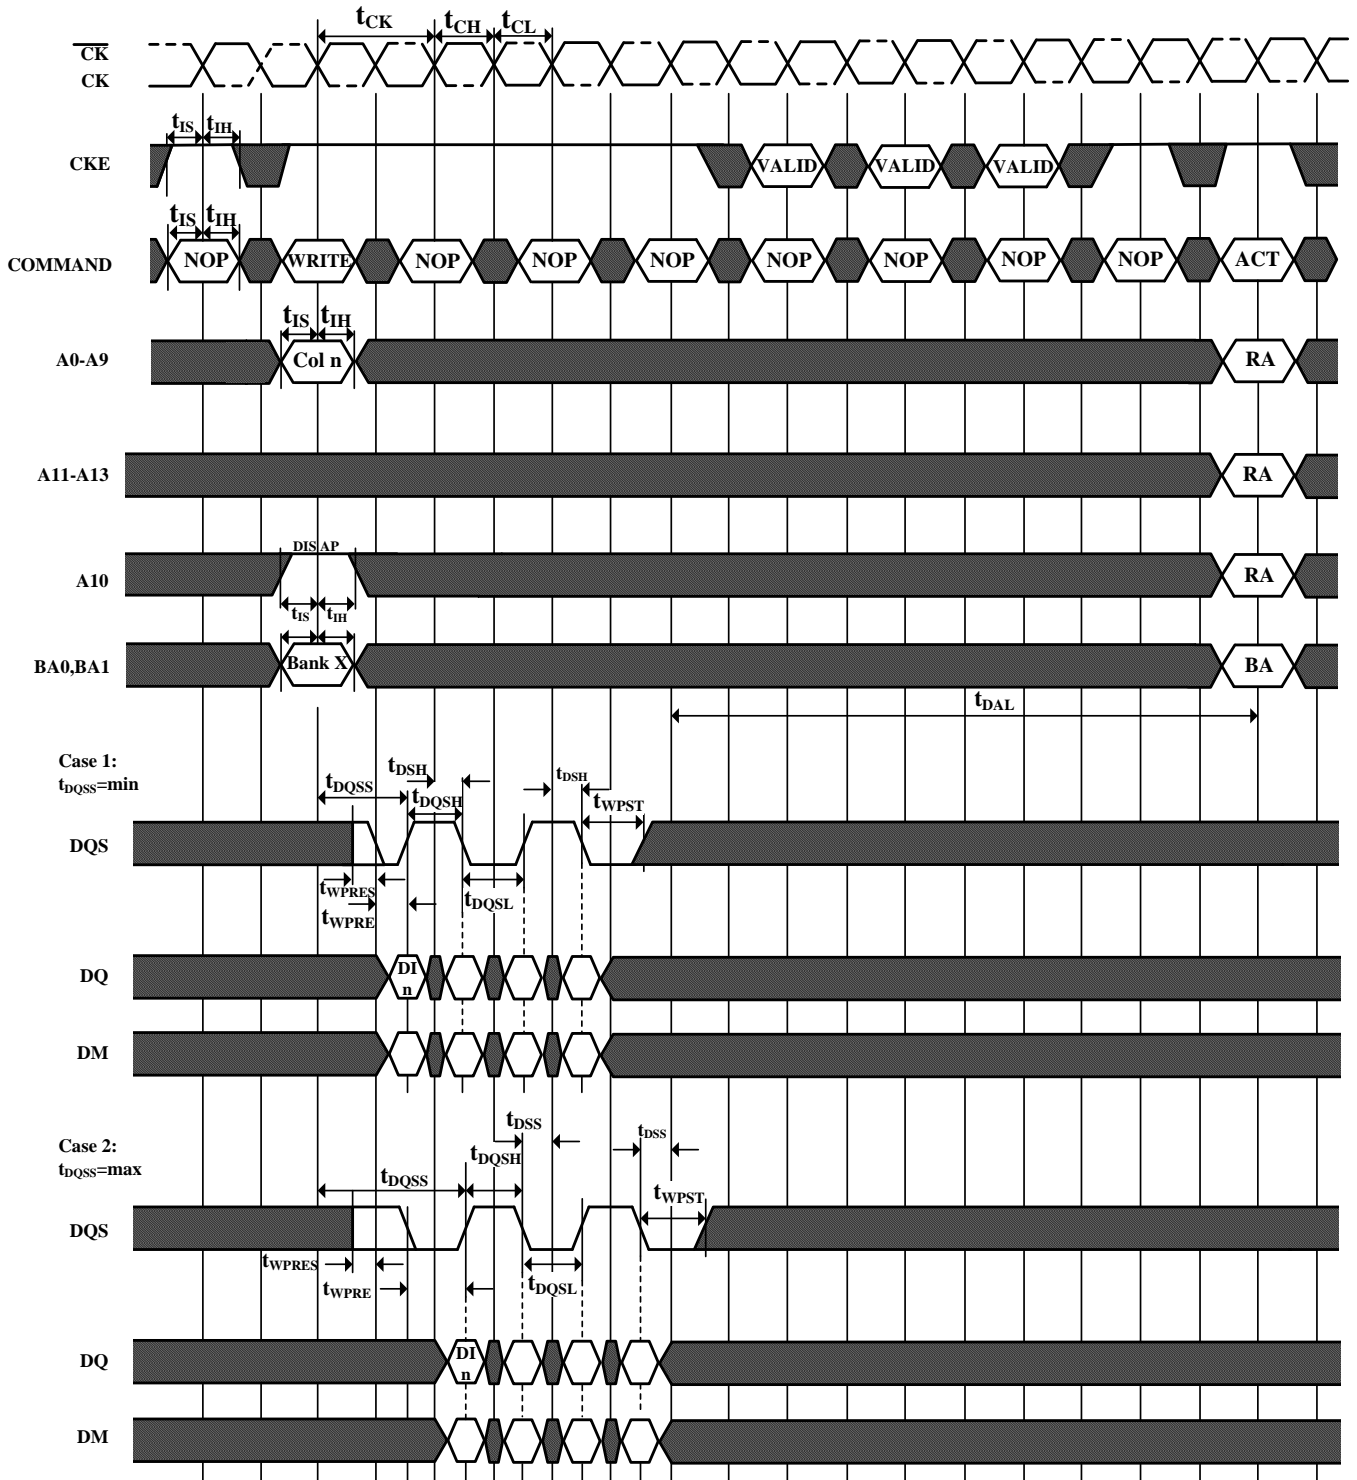 tCK tCH tCL
CK
CK
tIS tIH
CKE VALID VALID VALID
tIS tIH
COMMAND NOP WRITE NOP NOP NOP NOP NOP NOP NOP ACT
tIS tIH
A0-A9 Col n RA
A11-A13 RA
DIS AP
A10 RA
tIS tIH
BA0,BA1 Bank X BA
tDAL
Case 1:
tDQSS=min
tDSH tDSH
tDQSS tDQSH tWPST
DQS
tWPRES tDQSL
tWPRE
DQ DI
n
DM
tDSS tDSS
Case 2:
tDQSS=max
tDQSH
tDQSS tWPST
DQS
tWPRES
tWPRE tDQSL
DQ DI
n
DM